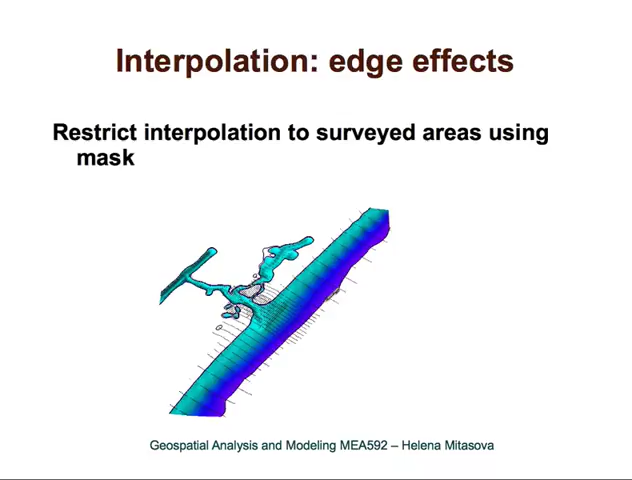 Interpolation: edge effects
Restrict interpolation to surveyed areas using
mask
Geospatial Analysis and Modeling MEA592 – Helena Mitasova